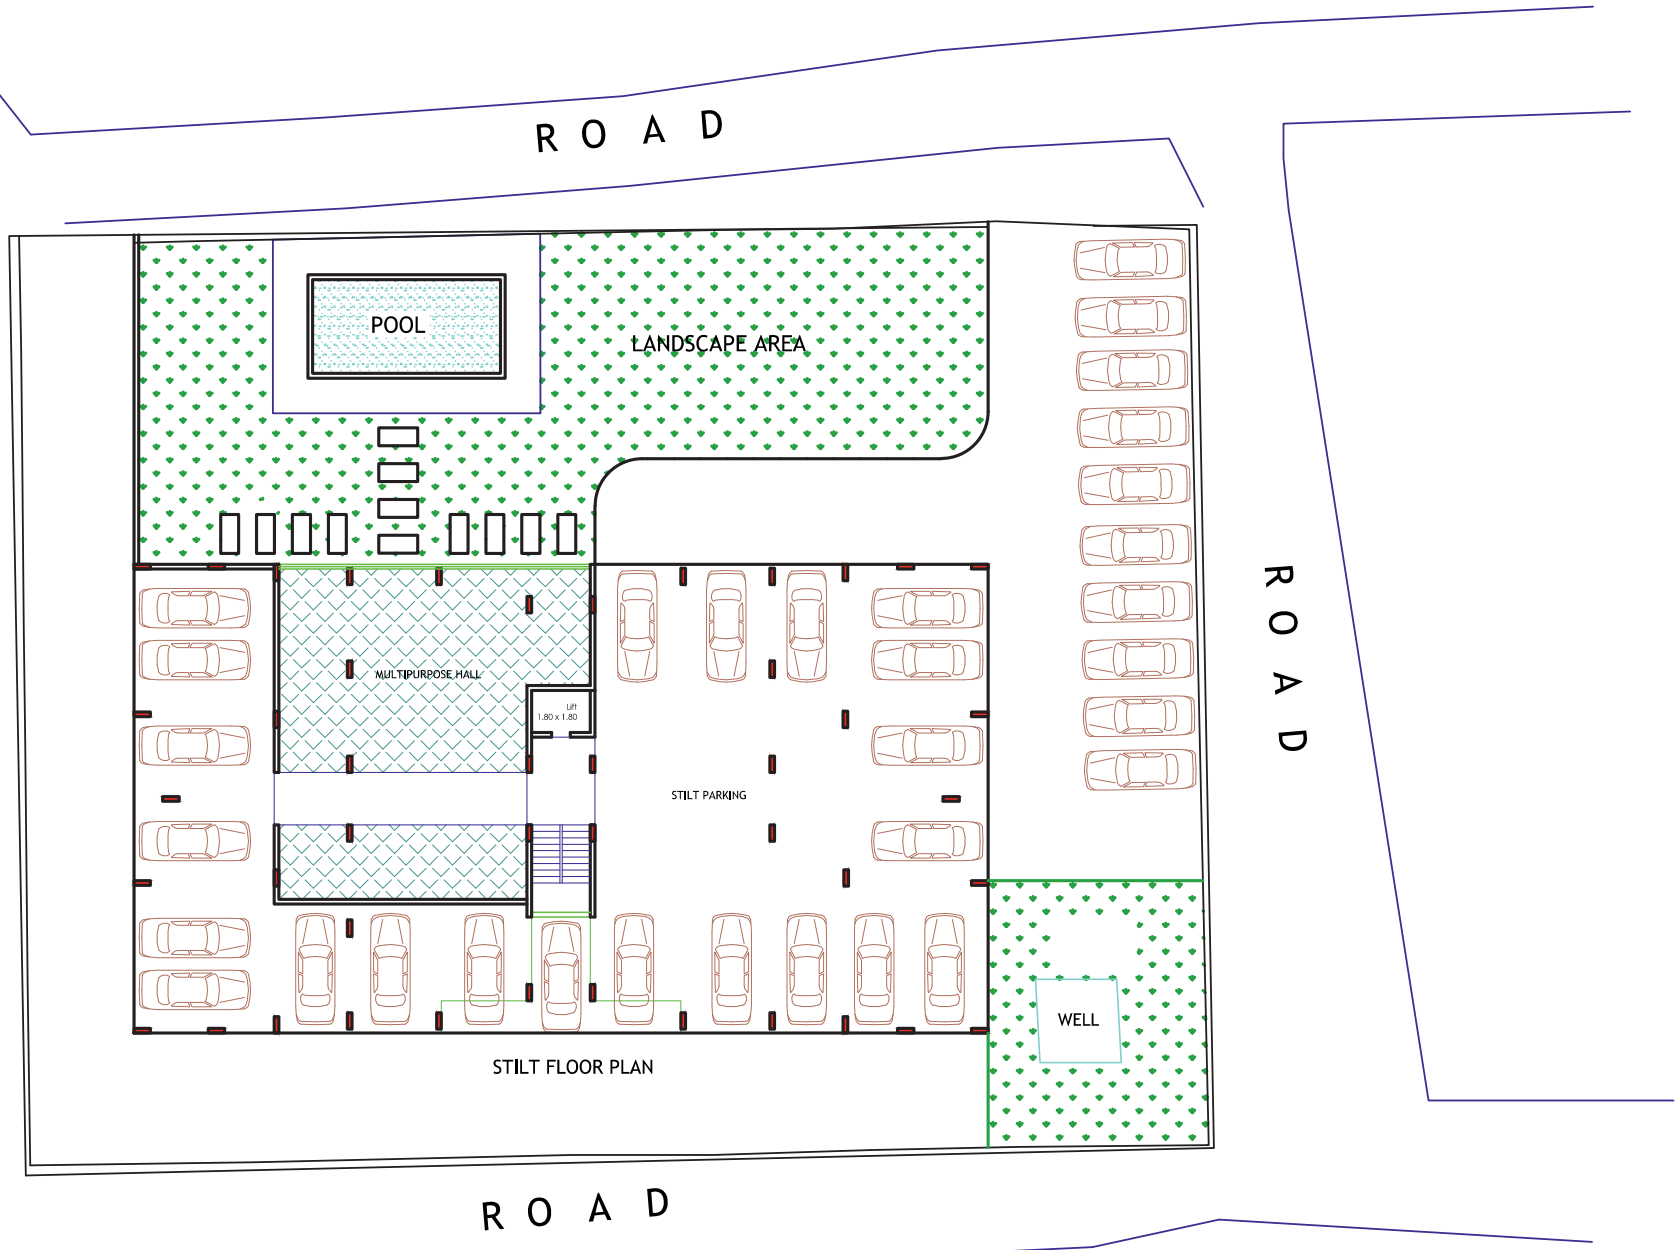 ROAD
POOL
LANDSCAPE AREA
ROAD
MULTIPURPOSE HALL
Lift
1.80 x 1.80
STILT PARKING
WELL
STILT FLOOR PLAN
ROAD